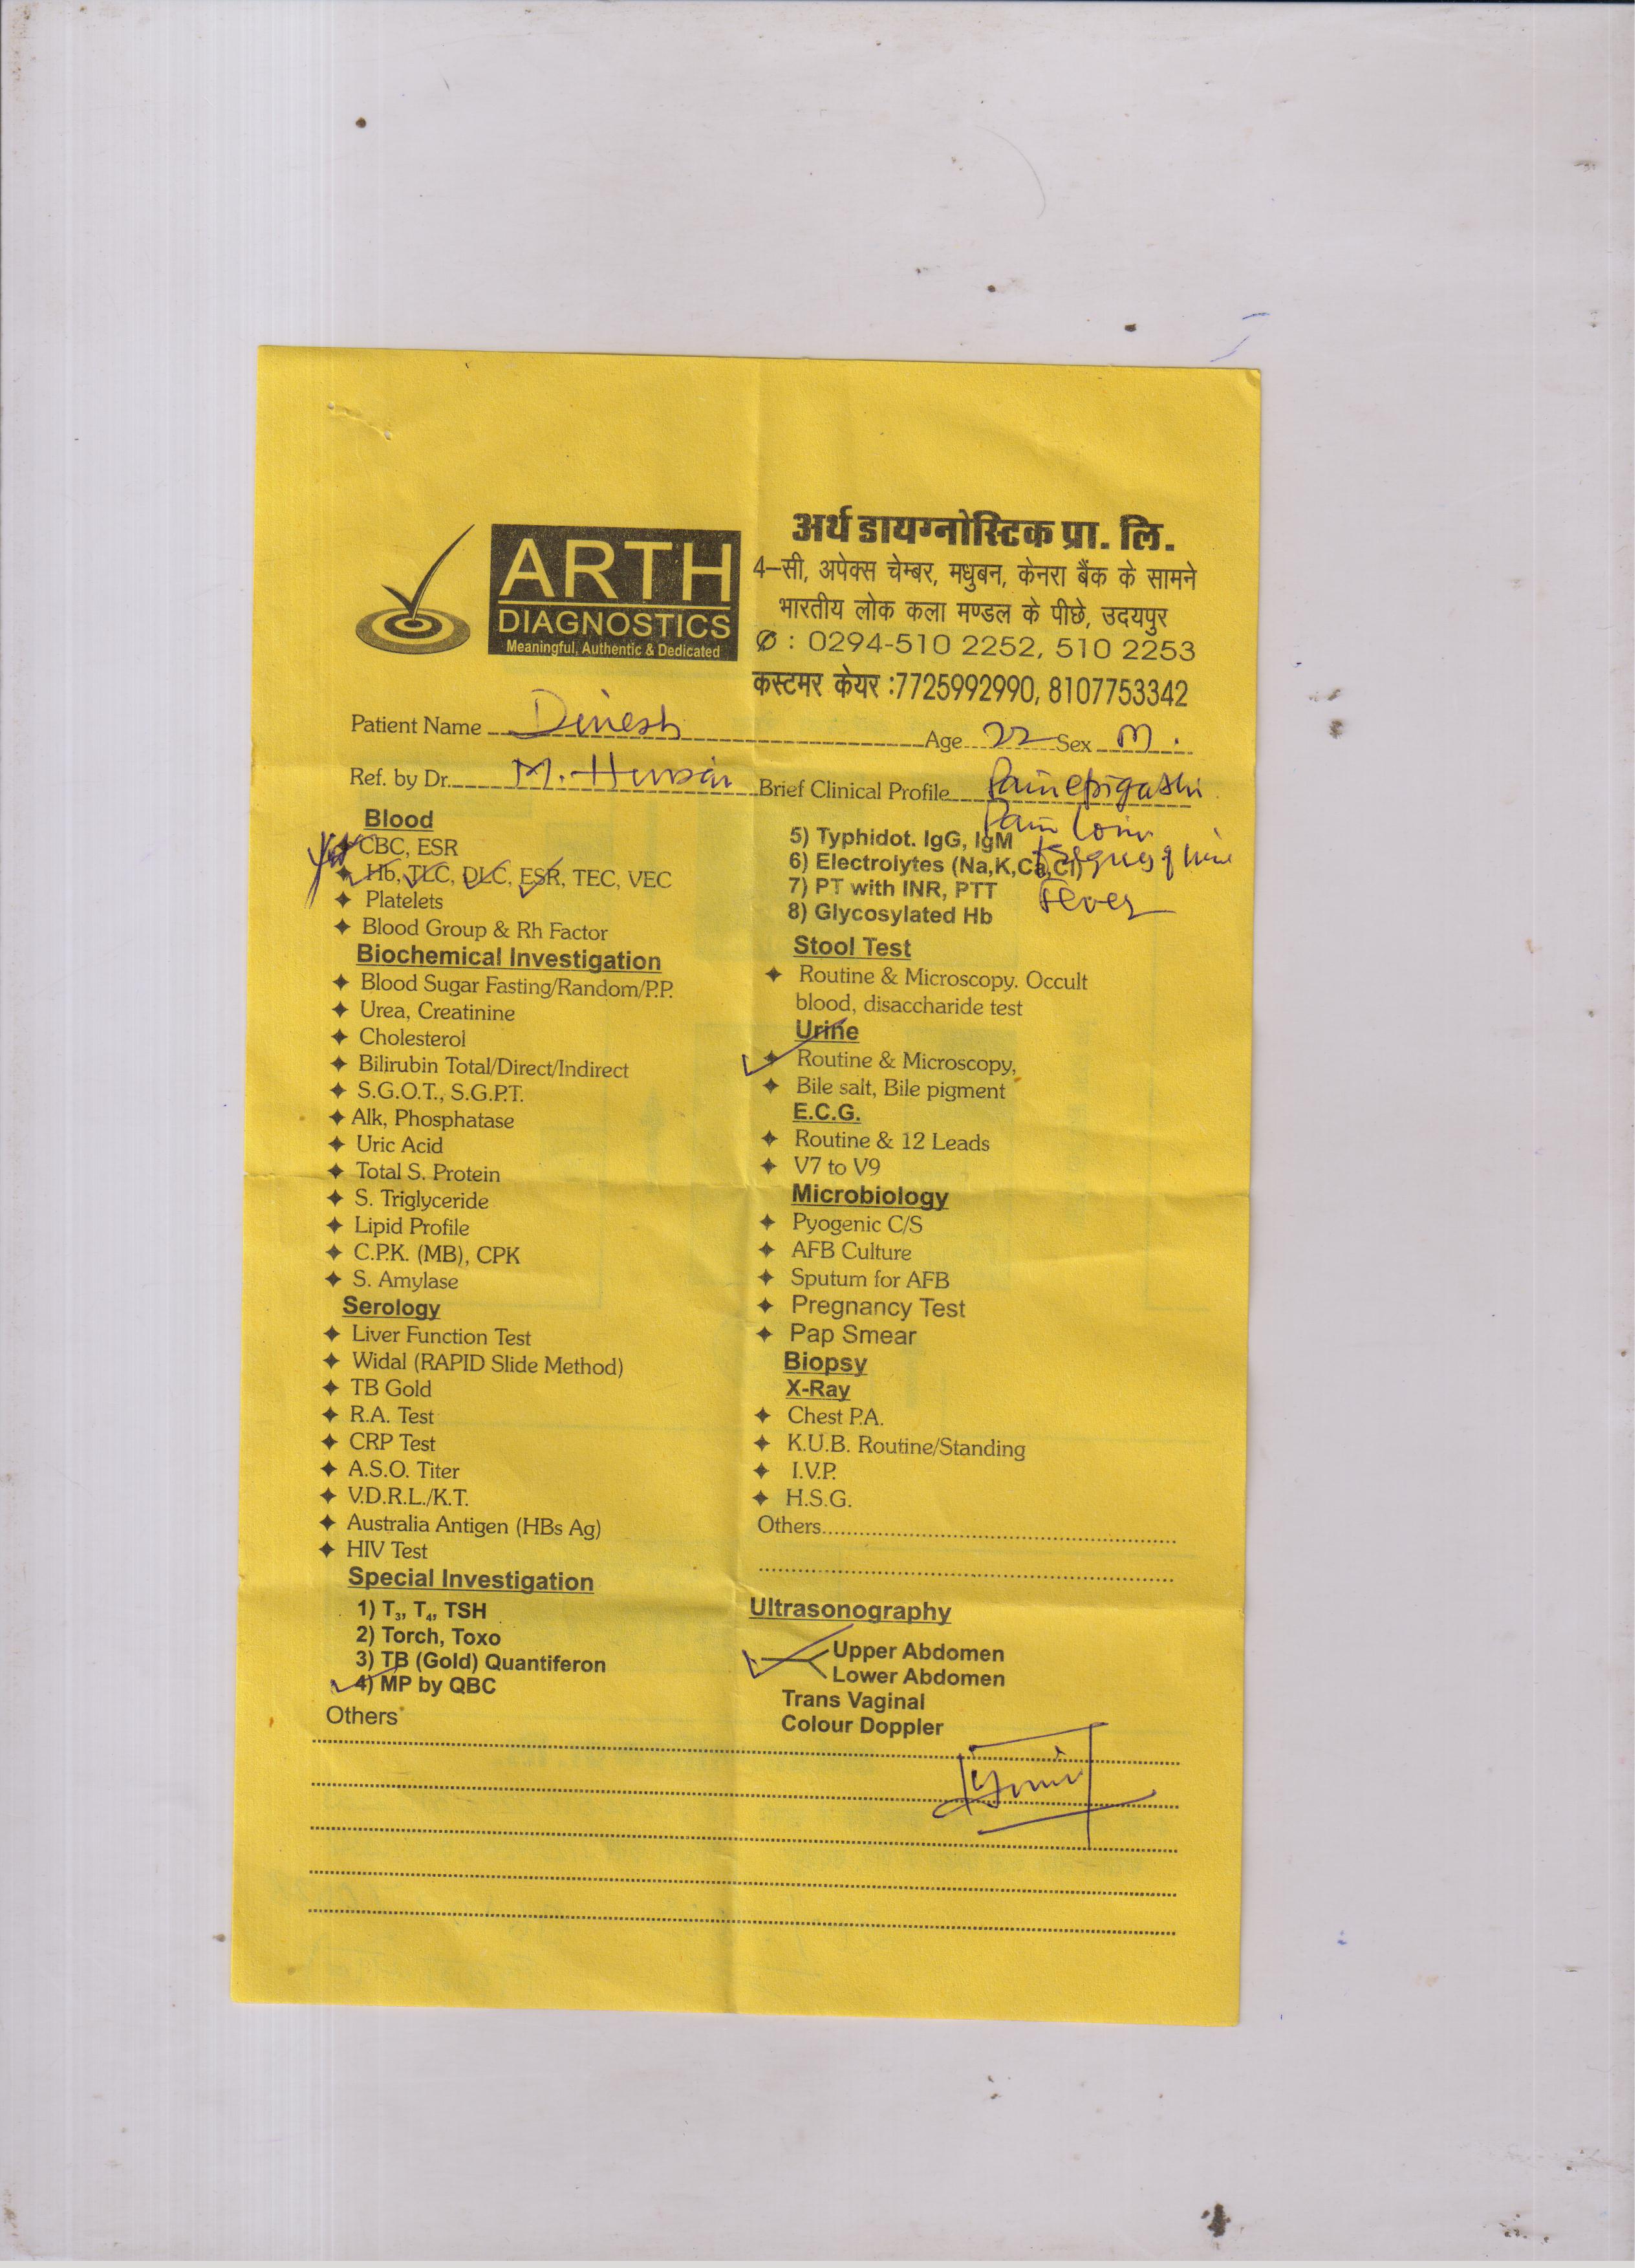 ARTH
DIAGNOSTICS
Meaningful, Authentic & Dedicated
अर्थ डायग्नोस्टिक प्रा. लि.
4–सी, अपेक्स चेम्बर, मधुबन, केनरा बैंक के सामने
भारतीय लोक कला मण्डल के पीछे, उदयपुर
✆ : 0294-510 2252, 510 2253
कस्टमर केयर :7725992990, 8107753342
Patient Name Dinesh Age 22 Sex M.
Ref. by Dr. M. Brief Clinical Profile Pain
Pain
Fever
Blood
CBC, ESR
Hb, TLC, DLC, ESR, TEC, VEC
Platelets
Blood Group & Rh Factor
Biochemical Investigation
Blood Sugar Fasting/Random/P.P.
Urea, Creatinine
Cholesterol
Bilirubin Total/Direct/Indirect
S.G.O.T., S.G.P.T.
Alk, Phosphatase
Uric Acid
Total S. Protein
S. Triglyceride
Lipid Profile
C.P.K. (MB), CPK
S. Amylase
Serology
Liver Function Test
Widal (RAPID Slide Method)
TB Gold
R.A. Test
CRP Test
A.S.O. Titer
V.D.R.L./K.T.
Australia Antigen (HBs Ag)
HIV Test
Special Investigation
1) T3, T4, TSH
2) Torch, Toxo
3) TB (Gold) Quantiferon
4) MP by QBC
Others
5) Typhidot. IgG, IgM
6) Electrolytes (Na,K,Ca,Cl)
7) PT with INR, PTT
8) Glycosylated Hb
Stool Test
Routine & Microscopy. Occult
blood, disaccharide test
Urine
Routine & Microscopy,
Bile salt, Bile pigment
E.C.G.
Routine & 12 Leads
V7 to V9
Microbiology
Pyogenic C/S
AFB Culture
Sputum for AFB
Pregnancy Test
Pap Smear
Biopsy
X-Ray
Chest P.A.
K.U.B. Routine/Standing
I.V.P.
H.S.G.
Others
Ultrasonography
Upper Abdomen
Lower Abdomen
Trans Vaginal
Colour Doppler